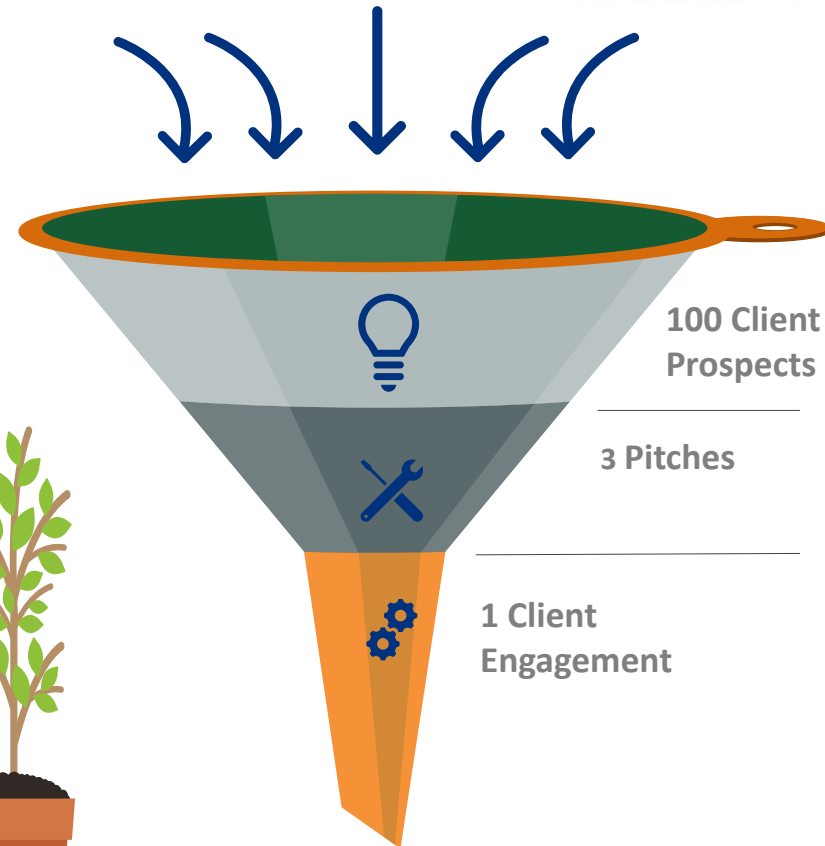 100 Client
Prospects
3 Pitches
1 Client
Engagement